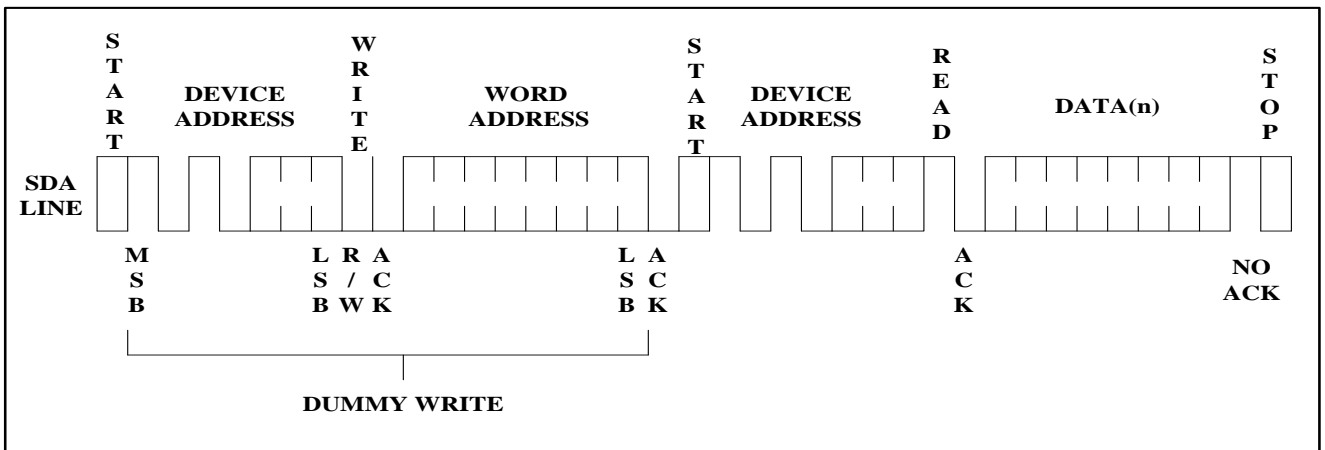 START
DEVICE
ADDRESS
WRITE
WORD
ADDRESS
START
DEVICE
ADDRESS
READ
DATA(n)
STOP
SDA
LINE
MSB
LSB
R/W
ACK
LSB
ACK
ACK
NO
ACK
DUMMY WRITE